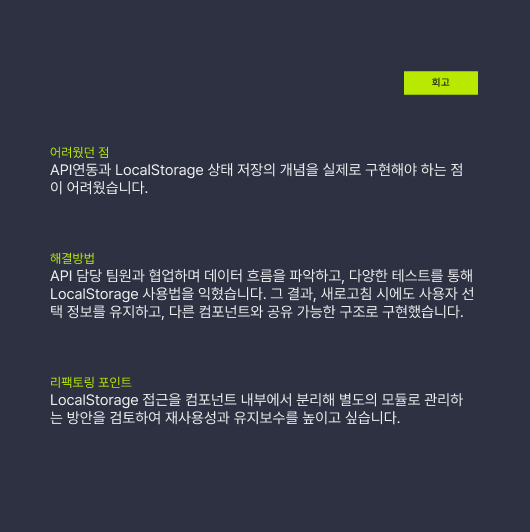 회고
어려웠던 점
API연동과 LocalStorage 상태 저장의 개념을 실제로 구현해야 하는 점
이 어려웠습니다.
해결방법
API 담당 팀원과 협업하며 데이터 흐름을 파악하고, 다양한 테스트를 통해
LocalStorage 사용법을 익혔습니다. 그 결과, 새로고침 시에도 사용자 선
택 정보를 유지하고, 다른 컴포넌트와 공유 가능한 구조로 구현했습니다.
리팩토링 포인트
LocalStorage 접근을 컴포넌트 내부에서 분리해 별도의 모듈로 관리하
는 방안을 검토하여 재사용성과 유지보수를 높이고 싶습니다.